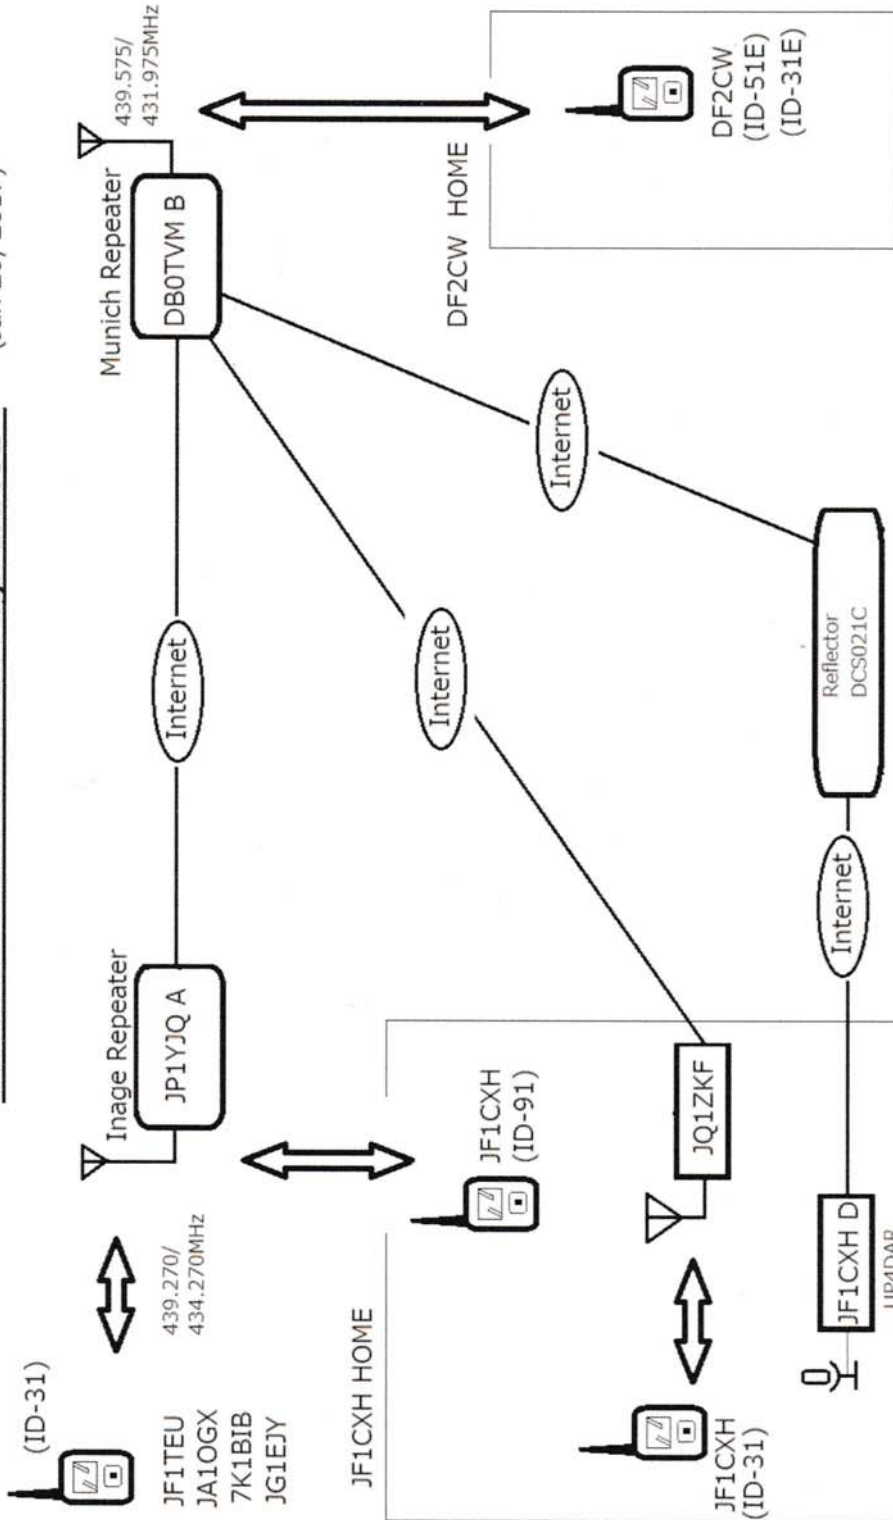 (ID-31)
JF1TEU
JA1OGX
7K1BIB
JG1EJY
439.270/
434.270MHz
Inage Repeater
JP1YJQ A
Internet
Munich Repeater
DB0TVM B
439.575/
431.975MHz
JF1CXH HOME
JF1CXH
(ID-91)
JF1CXH
(ID-31)
JQ1ZKF
Internet
Internet
DF2CW HOME
DF2CW
(ID-51E)
(ID-31E)
JF1CXH D
Internet
Reflector
DCS021C